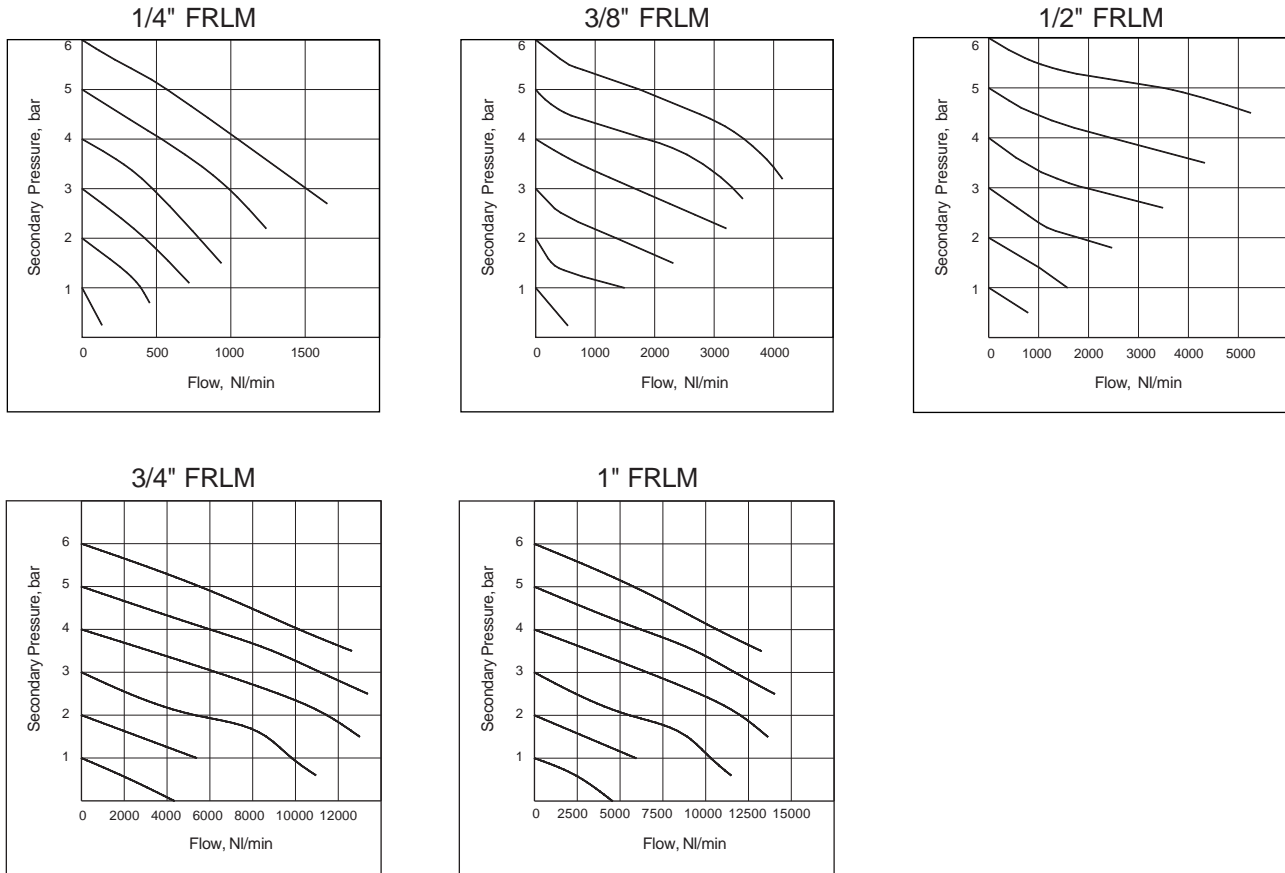 1/4" FRLM
6
5
4
3
2
1
Secondary Pressure, bar
0 500 1000 1500
Flow, Nl/min
3/8" FRLM
6
5
4
3
2
1
Secondary Pressure, bar
0 1000 2000 3000 4000
Flow, Nl/min
1/2" FRLM
6
5
4
3
2
1
Secondary Pressure, bar
0 1000 2000 3000 4000 5000
Flow, Nl/min
3/4" FRLM
6
5
4
3
2
1
Secondary Pressure, bar
0 2000 4000 6000 8000 10000 12000
Flow, Nl/min
1" FRLM
6
5
4
3
2
1
Secondary Pressure, bar
0 2500 5000 7500 10000 15000
Flow, Nl/min